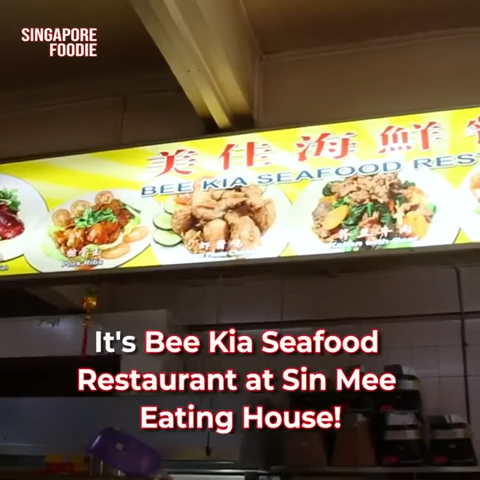 SINGAPORE
FOODIE
美佳海鮮
BEE KIA SEAFOOD RES
Pork Ribs
It's Bee Kia Seafood
Restaurant at Sin Mee
Eating House!